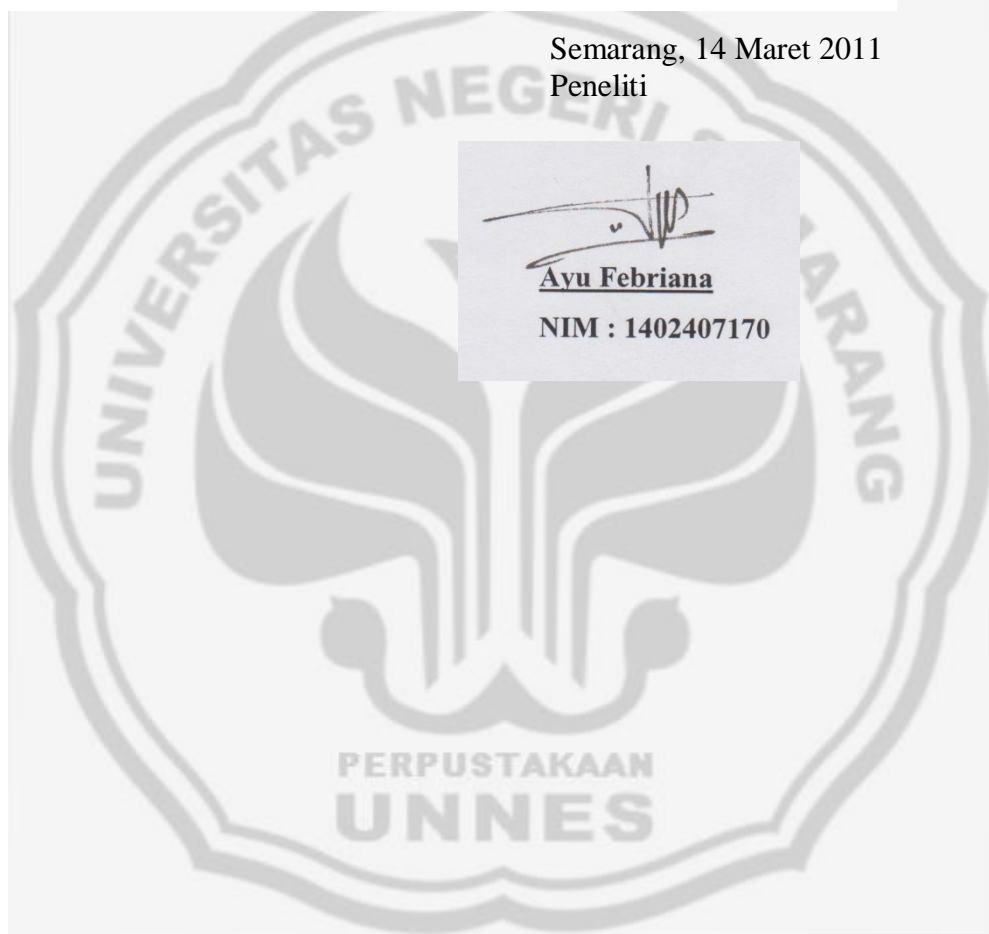 Semarang, 14 Maret 2011
Peneliti
Ayu Febriana
NIM : 1402407170
UNIVERSITAS NEGERI SEMARANG
PERPUSTAKAAN
UNNES